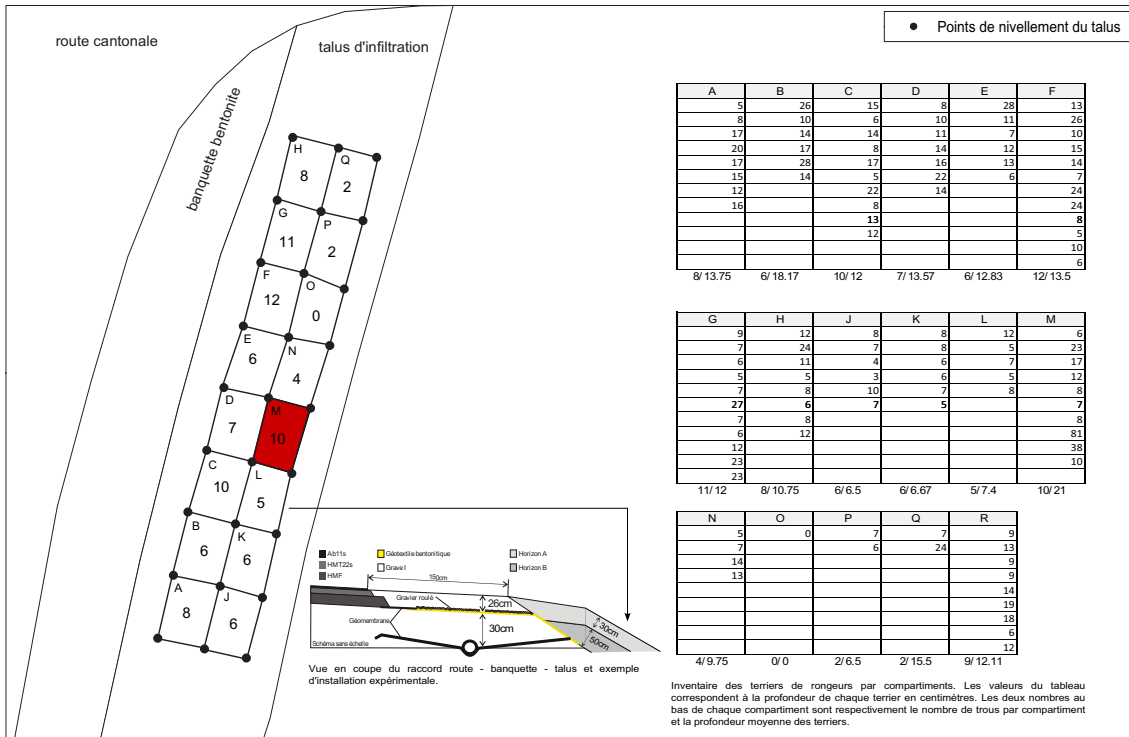 route cantonale
talus d'infiltration
banquette bentonite
● Points de nivellement du talus
H
8
Q
2
G
11
P
2
F
12
O
0
E
6
N
4
D
7
M
10
C
10
L
5
B
6
K
6
A
8
J
6
A B C D E F
5 26 15 8 28 13
8 10 6 10 11 26
17 14 14 11 7 10
20 17 8 14 12 15
17 28 17 16 13 14
15 14 5 22 6 7
12 22 14 24
16 8 24
13 8
12 5
10
6
8/13.75 6/18.17 10/12 7/13.57 6/12.83 12/13.5
G H J K L M
9 12 8 8 12 6
7 24 7 8 5 23
6 11 4 6 7 17
5 5 3 6 5 12
7 8 10 7 8 8
27 6 7 5 7
7 8 8
6 12 81
12 38
23 10
23
11/12 8/10.75 6/6.5 6/6.67 5/7.4 10/21
N O P Q R
5 0 7 7 9
7 6 24 13
14 9
13 9
14
19
18
6
12
4/9.75 0/0 2/6.5 2/15.5 9/12.11
Ab11s
HMT22s
HMF
Géotextile bentonitique
Grave I
Horizon A
Horizon B
150cm
Gravier roulé
26cm
Géomembrane
30cm
30cm
50cm
Schéma sans échelle
Vue en coupe du raccord route - banquette - talus et exemple
d'installation expérimentale.
Inventaire des terriers de rongeurs par compartiments. Les valeurs du tableau
correspondent à la profondeur de chaque terrier en centimètres. Les deux nombres au
bas de chaque compartiment sont respectivement le nombre de trous par compartiment
et la profondeur moyenne des terriers.